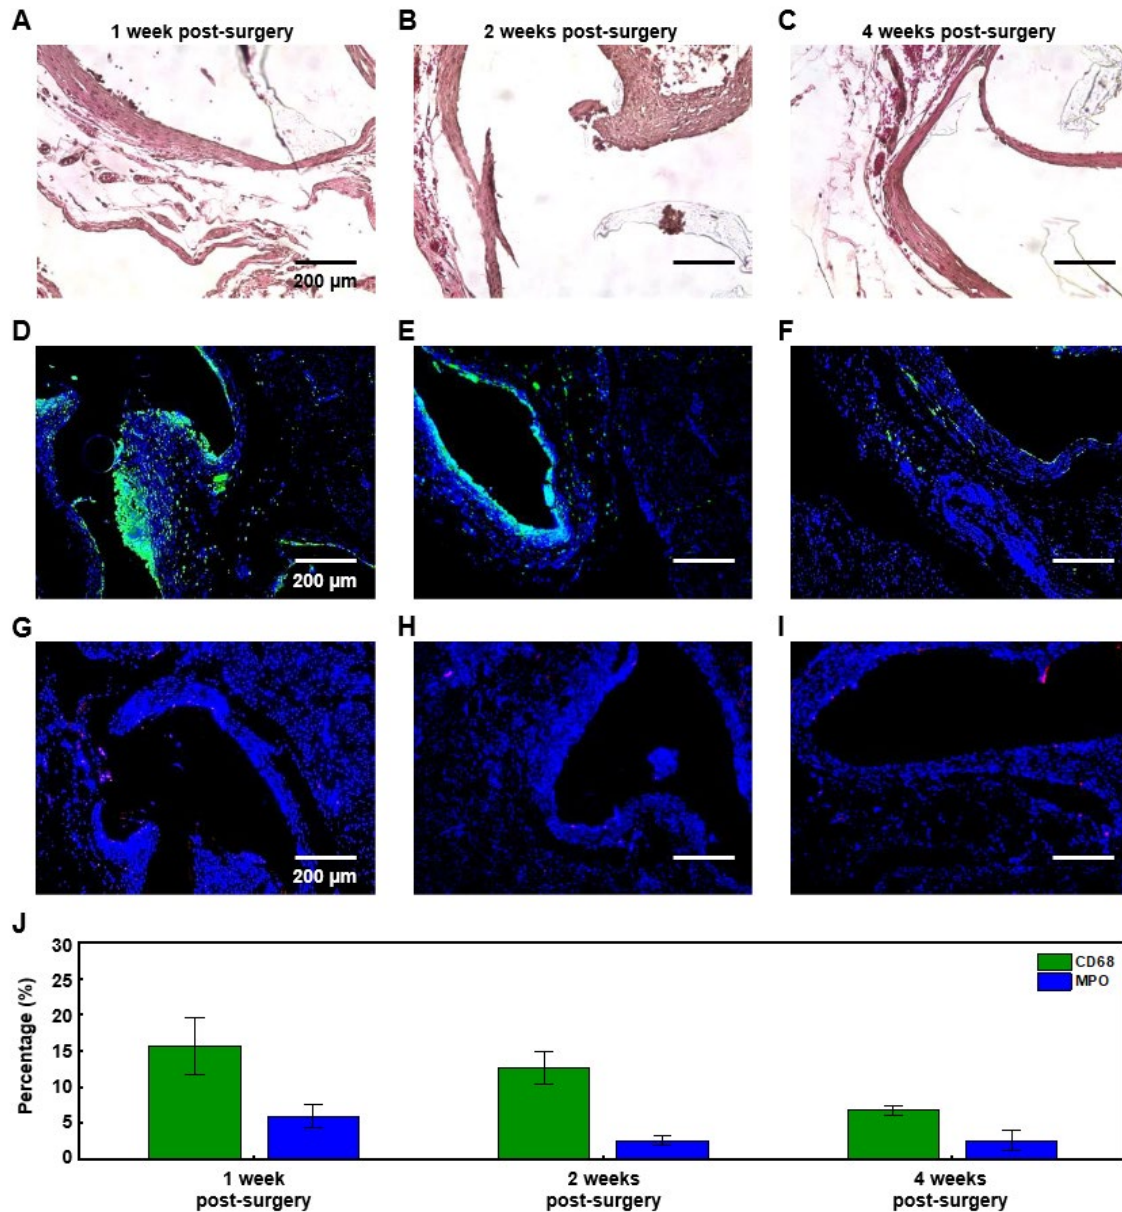 A
B
C
1 week post-surgery
2 weeks post-surgery
4 weeks post-surgery
200 µm
D
E
F
200 µm
G
H
I
200 µm
J
30
25
20
15
10
5
0
Percentage (%)
CD68
MPO
1 week
post-surgery
2 weeks
post-surgery
4 weeks
post-surgery